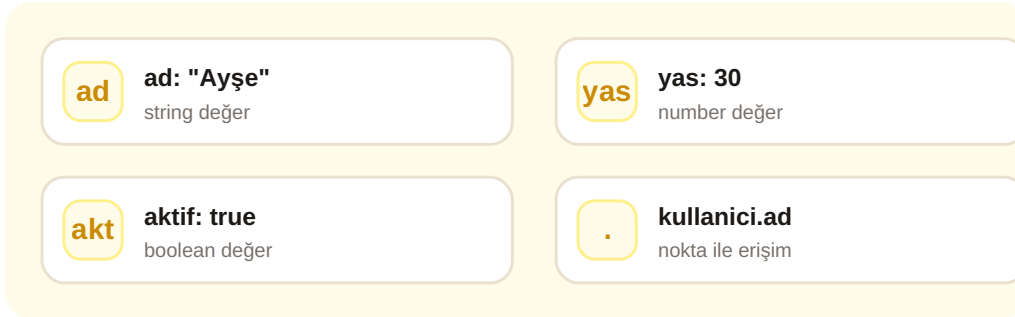 ad
ad: "Ayşe"
string değer
yas
yas: 30
number değer
akt
aktif: true
boolean değer
.
kullanici.ad
nokta ile erişim